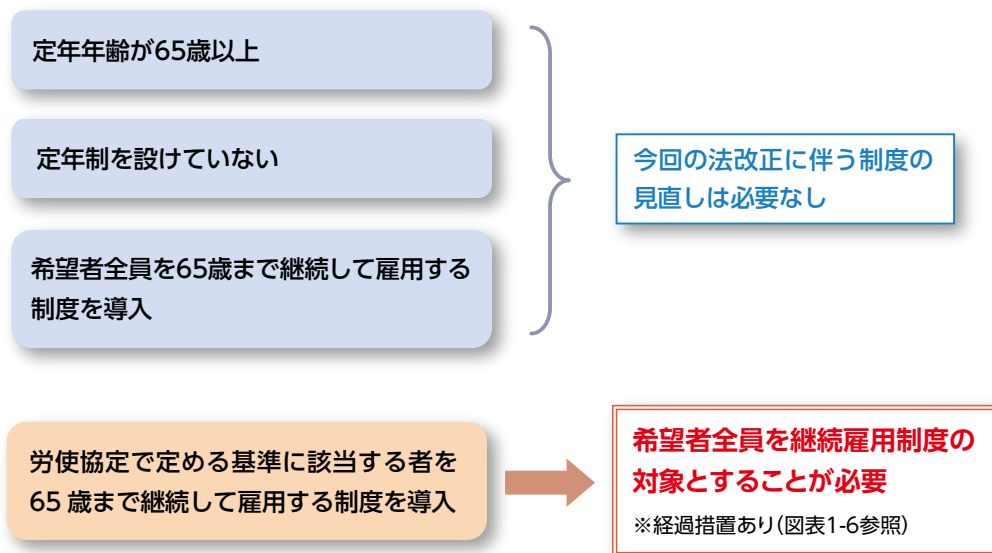 定年年齢が65歳以上
定年制を設けていない
希望者全員を65歳まで継続して雇用する
制度を導入
今回の法改正に伴う制度の
見直しは必要なし
労使協定で定める基準に該当する者を
65歳まで継続して雇用する制度を導入
希望者全員を継続雇用制度の
対象とすることが必要
※経過措置あり(図表1-6参照)